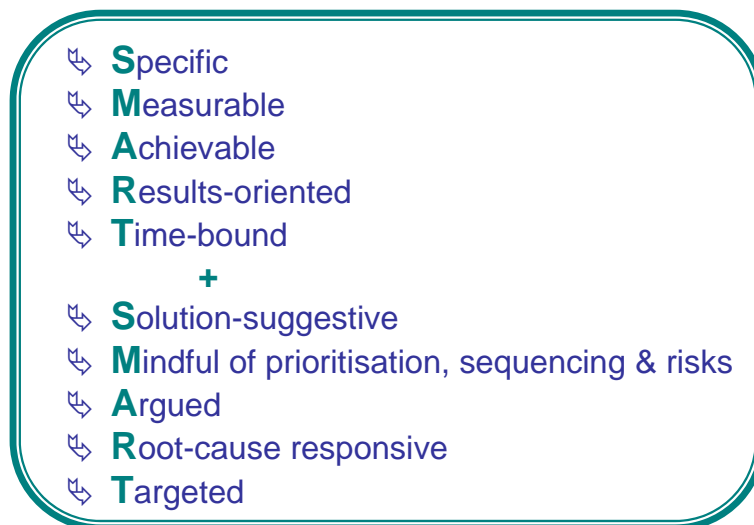 Specific
Measurable
Achievable
Results-oriented
Time-bound
+
Solution-suggestive
Mindful of prioritisation, sequencing & risks
Argued
Root-cause responsive
Targeted